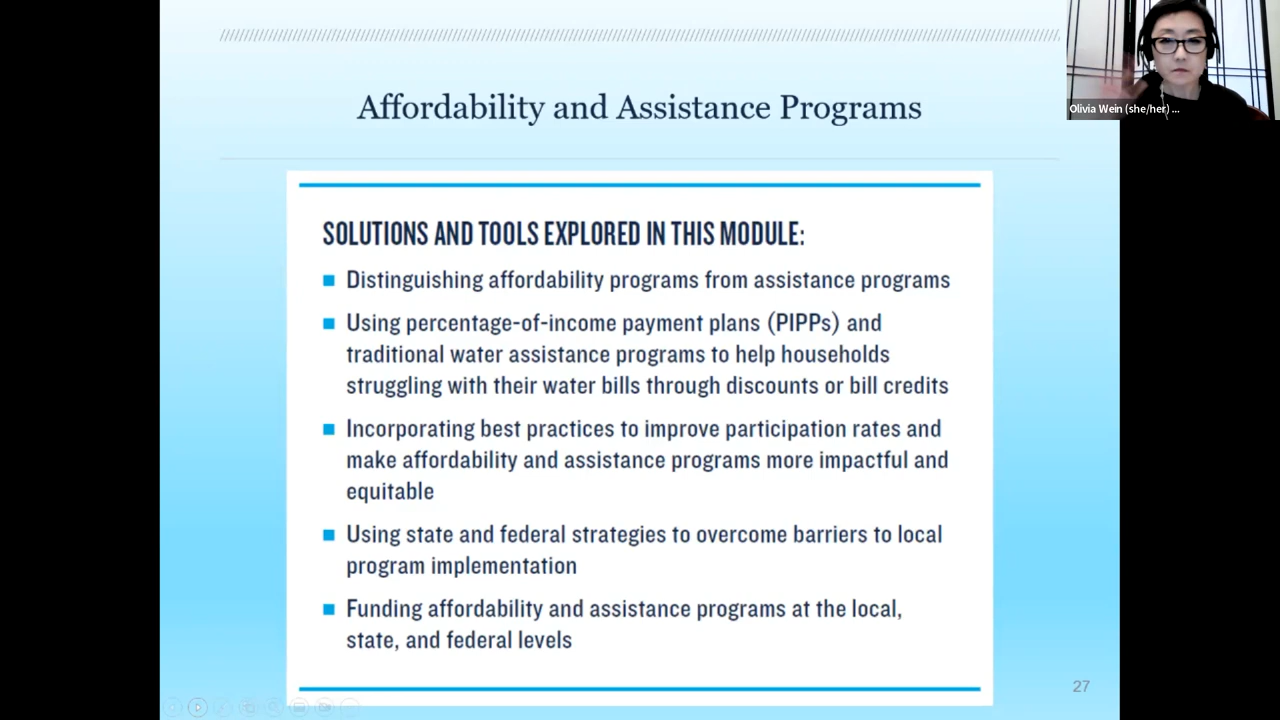 Affordability and Assistance Programs
Olivia Wein (she/her) ...
SOLUTIONS AND TOOLS EXPLORED IN THIS MODULE:
Distinguishing affordability programs from assistance programs
Using percentage-of-income payment plans (PIPPs) and
traditional water assistance programs to help households
struggling with their water bills through discounts or bill credits
Incorporating best practices to improve participation rates and
make affordability and assistance programs more impactful and
equitable
Using state and federal strategies to overcome barriers to local
program implementation
Funding affordability and assistance programs at the local,
state, and federal levels
27